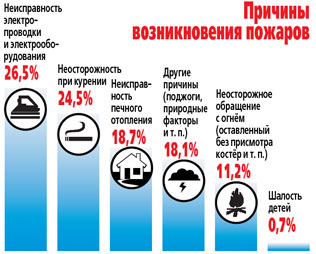 Причины
возникновения пожаров
Неисправность
электро-
проводки
и электрообо-
рудования
26,5%
Неосторожность
при курении
24,5%
Неисправ-
ность
печного
отопления
18,7%
Другие
причины
(поджоги,
природные
факторы
и т. п.)
18,1%
Неосторожное
обращение
с огнём
(оставленный
без присмотра
костёр и т. п.)
11,2%
Шалость
детей
0,7%